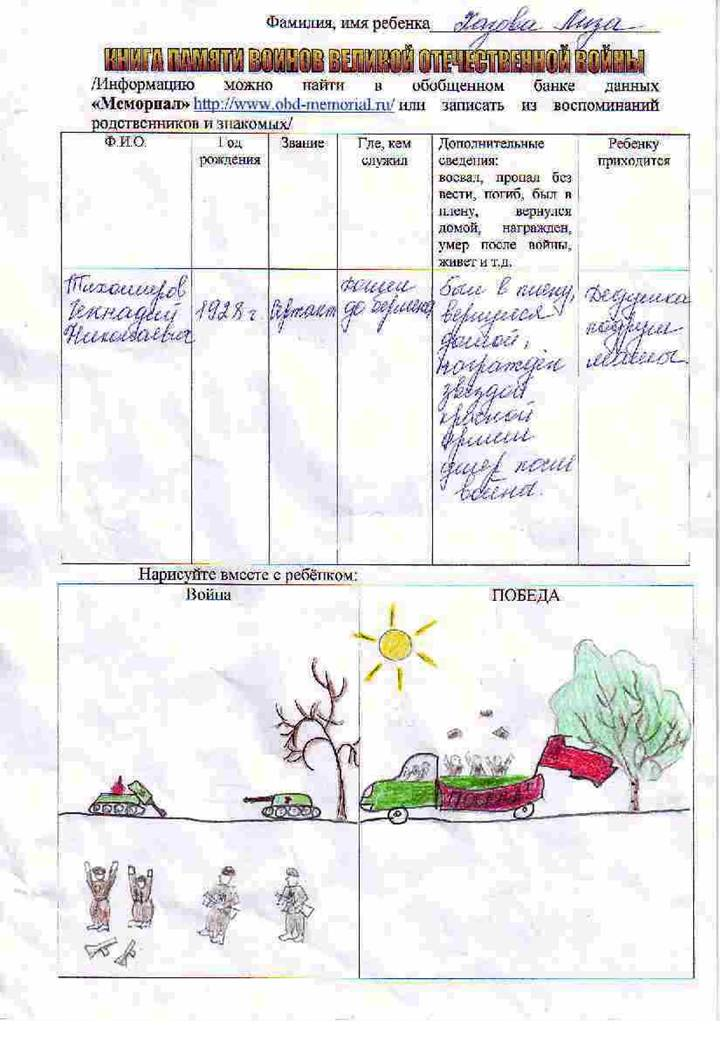 Фамилия, имя ребенка Хазова Лиза
КНИГА ПАМЯТИ ВОИНОВ ВЕЛИКОЙ ОТЕЧЕСТВЕННОЙ ВОЙНЫ
/Информацию можно найти в обобщенном банке данных
«Мемориал» http://www.obd-memorial.ru/ или записать из воспоминаний
родственников и знакомых/
Ф.И.О.
Год
рождения
Звание
Где, кем
служил
Дополнительные
сведения:
воевал, пропал без
вести, погиб, был в
плену, вернулся
домой, награжден,
умер после войны,
живет и т.д.
Ребенку
приходится
Тихомиров
Геннадий
Николаевич
1928 г.
Сержант
дошел
до берлина
Был в плену,
вернулся
домой,
награждён
звездой
красной
армии
умер после
война.
Дедушка
подруги
мамы.
Нарисуйте вместе с ребёнком:
Война
ПОБЕДА